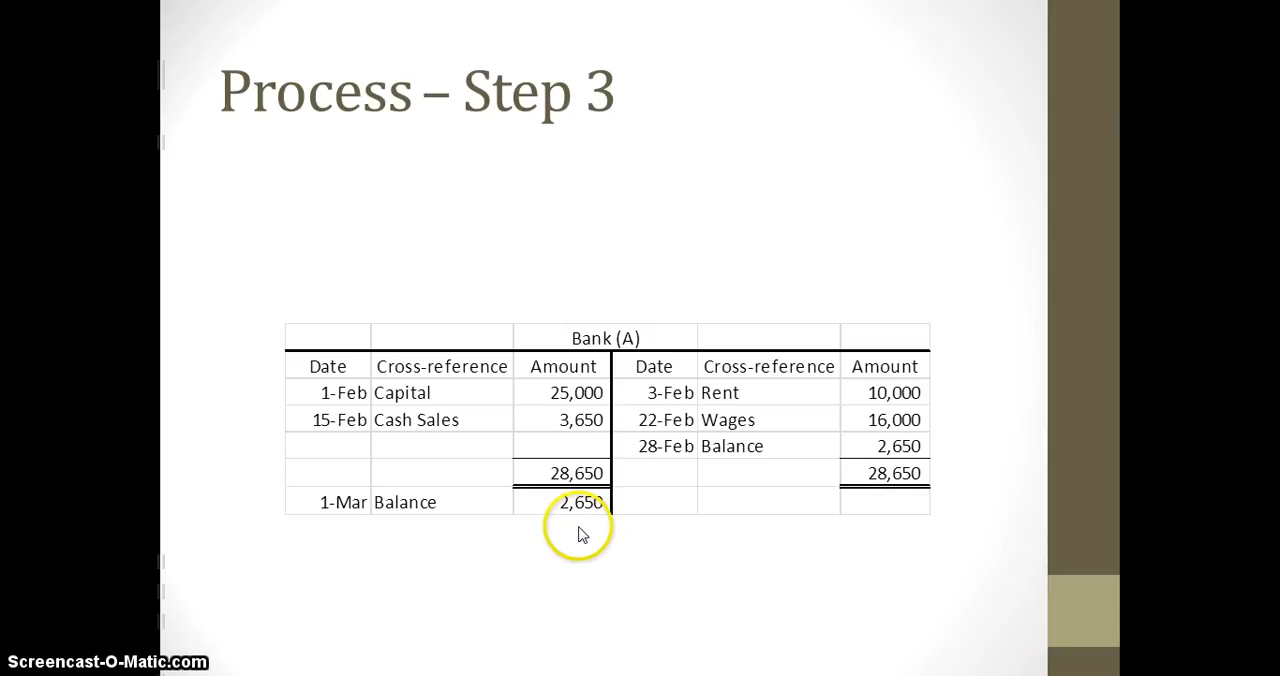 Process – Step 3
Bank (A)
Date Cross-reference Amount Date Cross-reference Amount
1-Feb Capital 25,000 3-Feb Rent 10,000
15-Feb Cash Sales 3,650 22-Feb Wages 16,000
28-Feb Balance 2,650
28,650 28,650
1-Mar Balance 2,650
Screencast-O-Matic.com